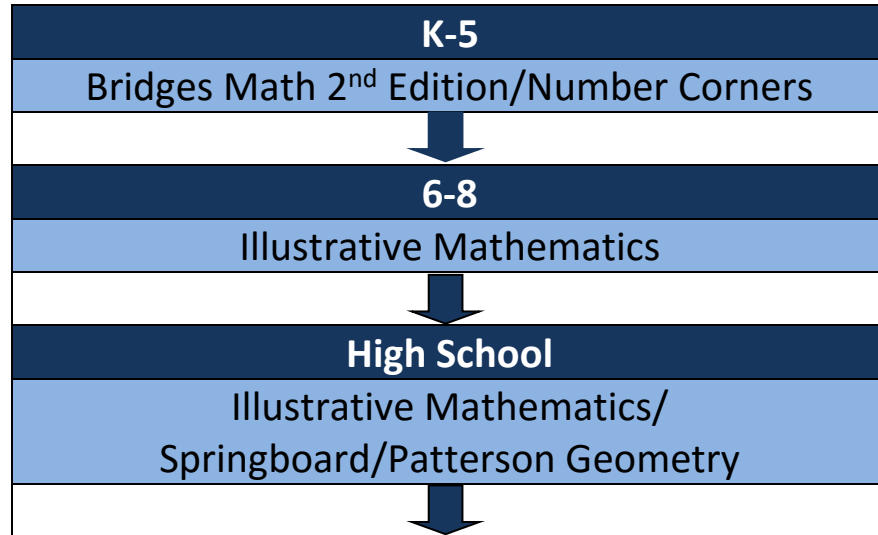 K-5
Bridges Math 2nd Edition/Number Corners
6-8
Illustrative Mathematics
High School
Illustrative Mathematics/
Springboard/Patterson Geometry